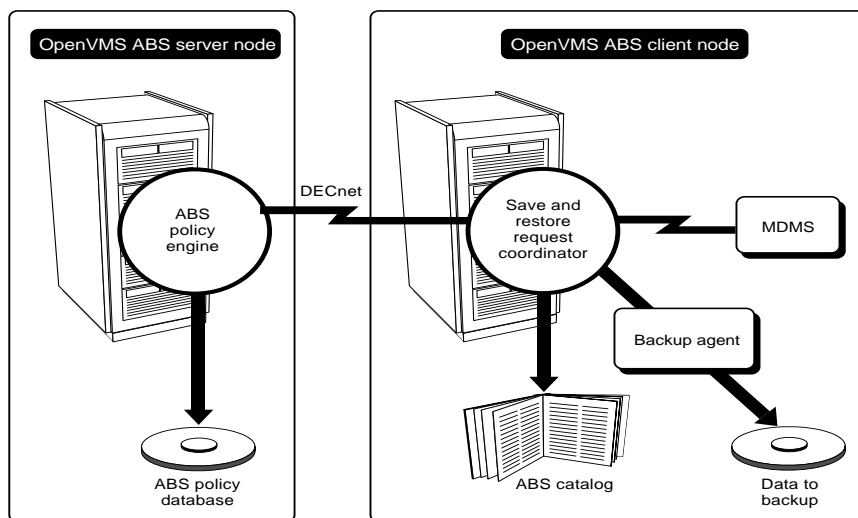 OpenVMS ABS server node
OpenVMS ABS client node
DECnet
ABS
policy
engine
Save and
restore
request
coordinator
MDMS
Backup agent
ABS policy
database
ABS catalog
Data to
backup